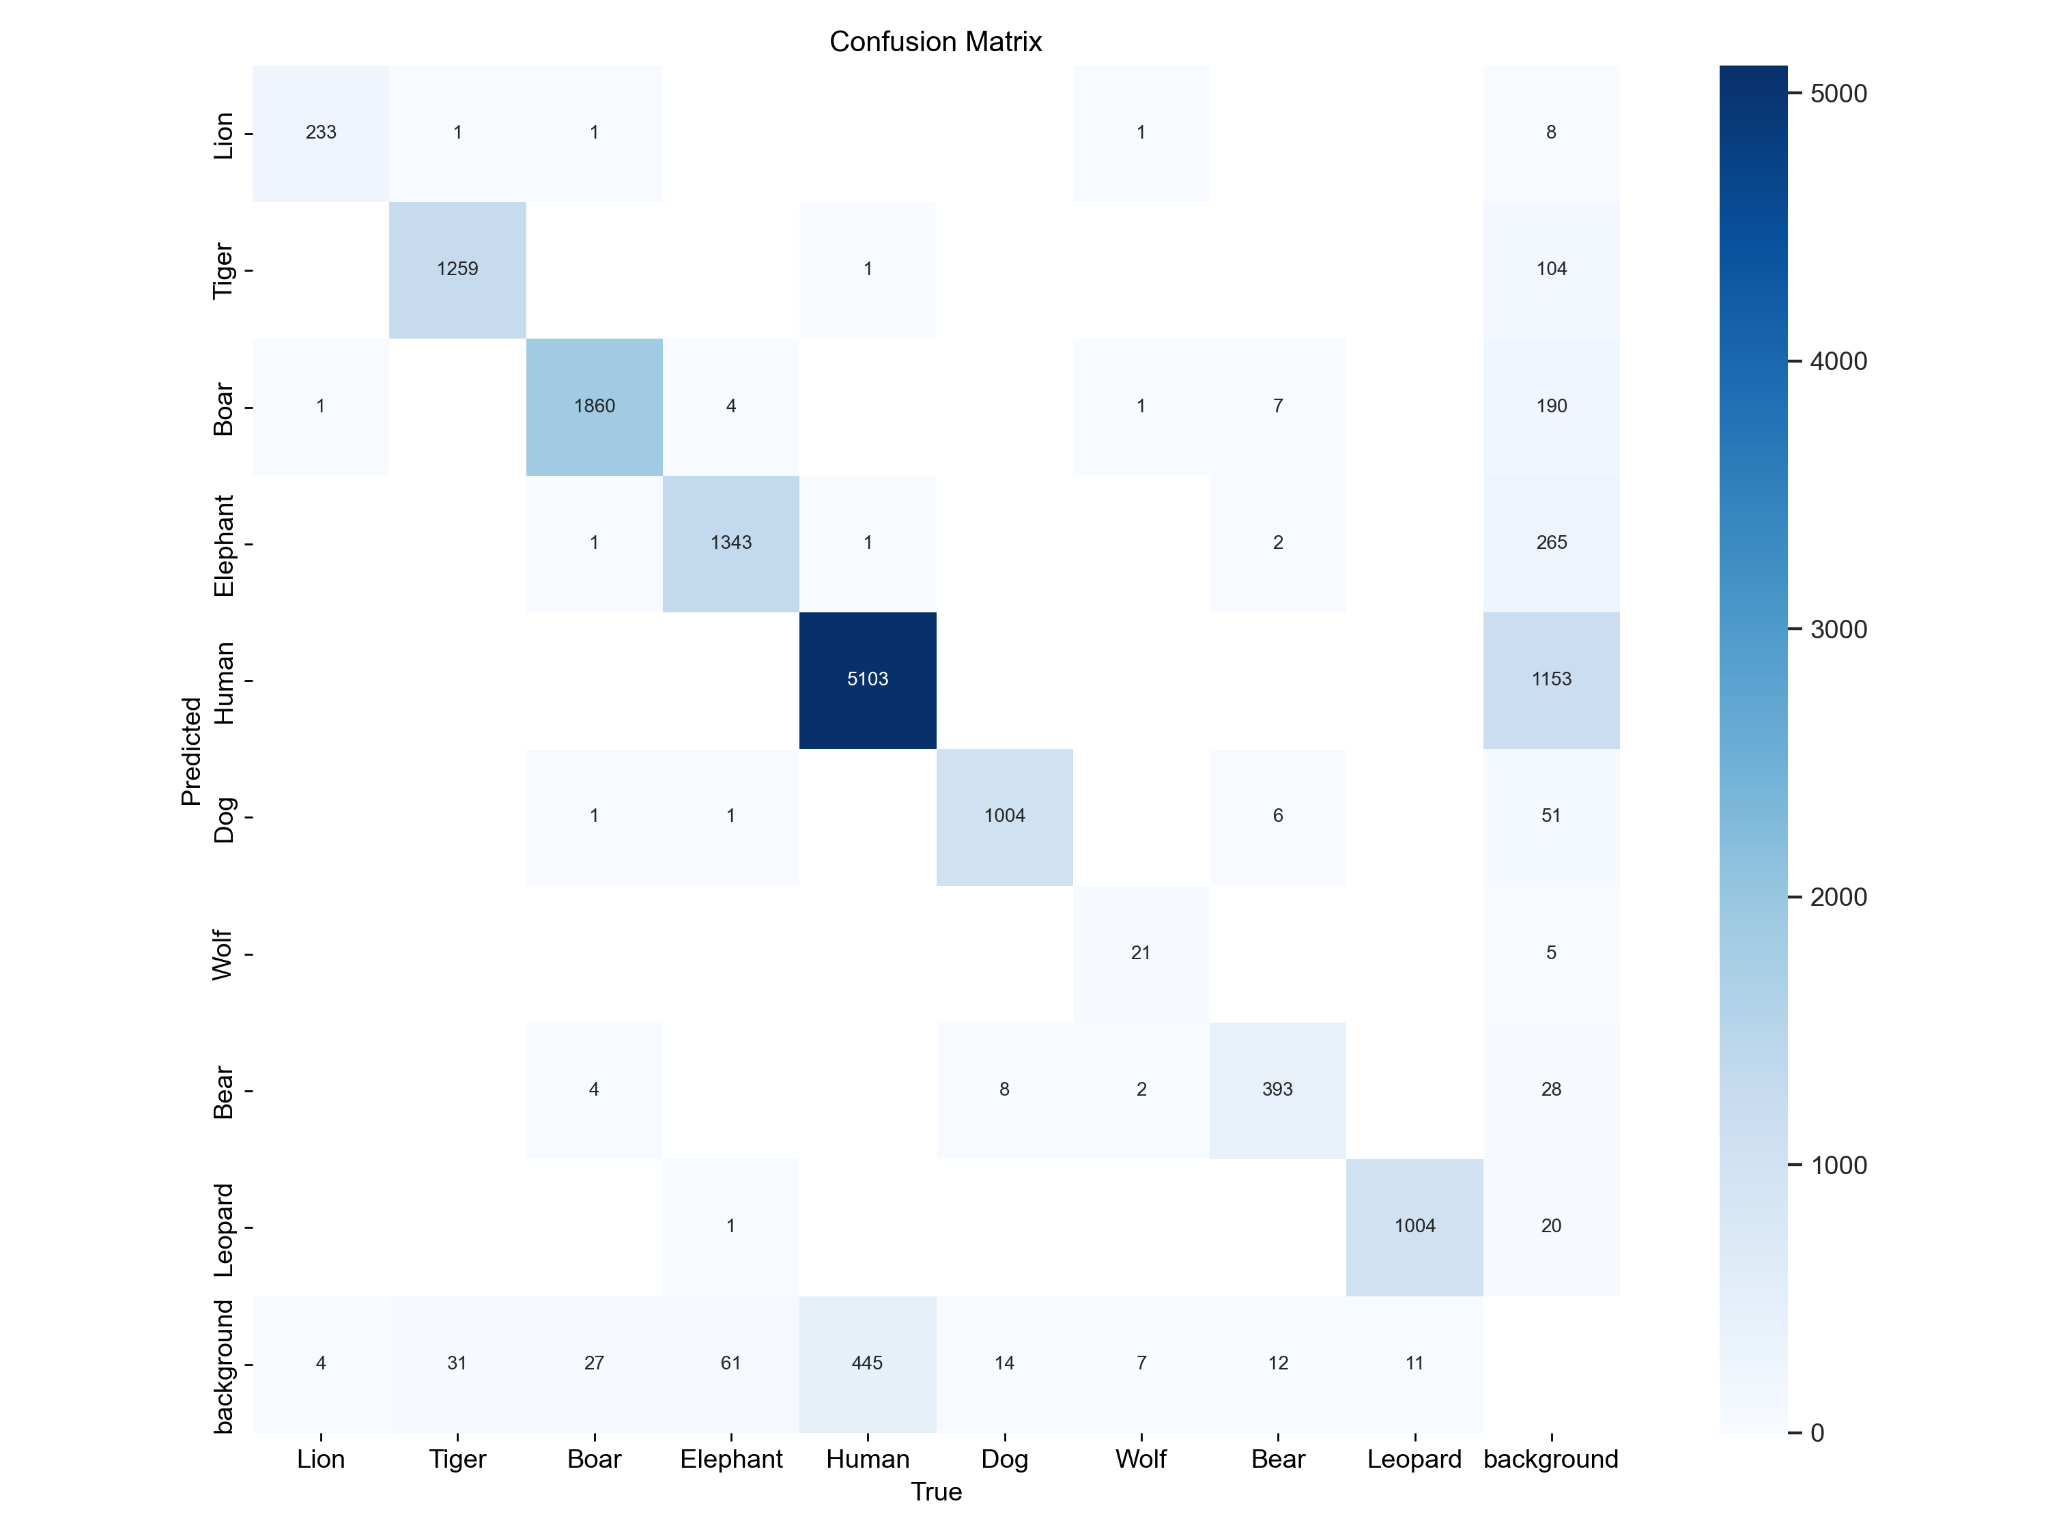 Confusion Matrix
Lion 233 1 1 1 8
Tiger 1259 1 104
Boar 1 1860 4 1 7 190
Elephant 1 1343 1 2 265
Human 5103 1153
Dog 1 1 1004 6 51
Wolf 21 5
Bear 4 8 2 393 28
Leopard 1 1004 20
background 4 31 27 61 445 14 7 12 11
Lion Tiger Boar Elephant Human Dog Wolf Bear Leopard background
True
Predicted
5000
4000
3000
2000
1000
0